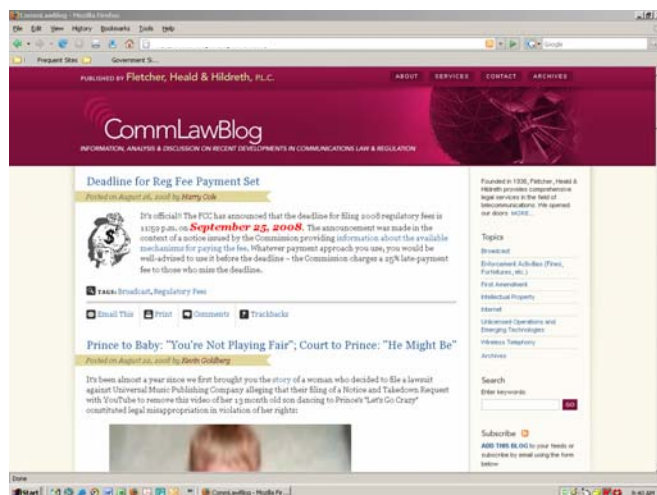 CommLawBlog - Mozilla Firefox
File Edit View History Bookmarks Tools Help
Google
Frequent Sites Government S...
PUBLISHED BY Fletcher, Heald & Hildreth, P.L.C.
ABOUT SERVICES CONTACT ARCHIVES
CommLawBlog
INFORMATION, ANALYSIS & DISCUSSION ON RECENT DEVELOPMENTS IN COMMUNICATIONS LAW & REGULATION
Deadline for Reg Fee Payment Set
Posted on August 26, 2008 by Harry Cole
It's official!! The FCC has announced that the deadline for filing 2008 regulatory fees is
11:59 p.m. on September 25, 2008. The announcement was made in the
context of a notice issued by the Commission providing information about the available
mechanisms for paying the fee. Whatever payment approach you use, you would be
well-advised to use it before the deadline – the Commission charges a 25% late-payment
fee to those who miss the deadline.
TAGS: Broadcast, Regulatory Fees
Email This Print Comments Trackbacks
Prince to Baby: "You're Not Playing Fair"; Court to Prince: "He Might Be"
Posted on August 20, 2008 by Kevin Goldberg
It's been almost a year since we first brought you the story of a woman who decided to file a lawsuit
against Universal Music Publishing Company alleging that their filing of a Notice and Takedown Request
with YouTube to remove this video of her 13 month old son dancing to Prince's "Let's Go Crazy"
constituted legal misappropriation in violation of her rights:
Founded in 1936, Fletcher, Heald &
Hildreth provides comprehensive
legal services in the field of
telecommunications. We opened
our doors MORE...
Topics
Broadcast
Enforcement Activities (Fines,
Forfeitures, etc.)
First Amendment
Intellectual Property
Internet
Unlicensed Operations and
Emerging Technologies
Wireless Telephony
Archives
Search
Enter keywords:
GO
Subscribe
ADD THIS BLOG to your feeds or
subscribe by email using the form
below
Done
Start CommLawBlog - Mozilla Fir... 9:40 AM